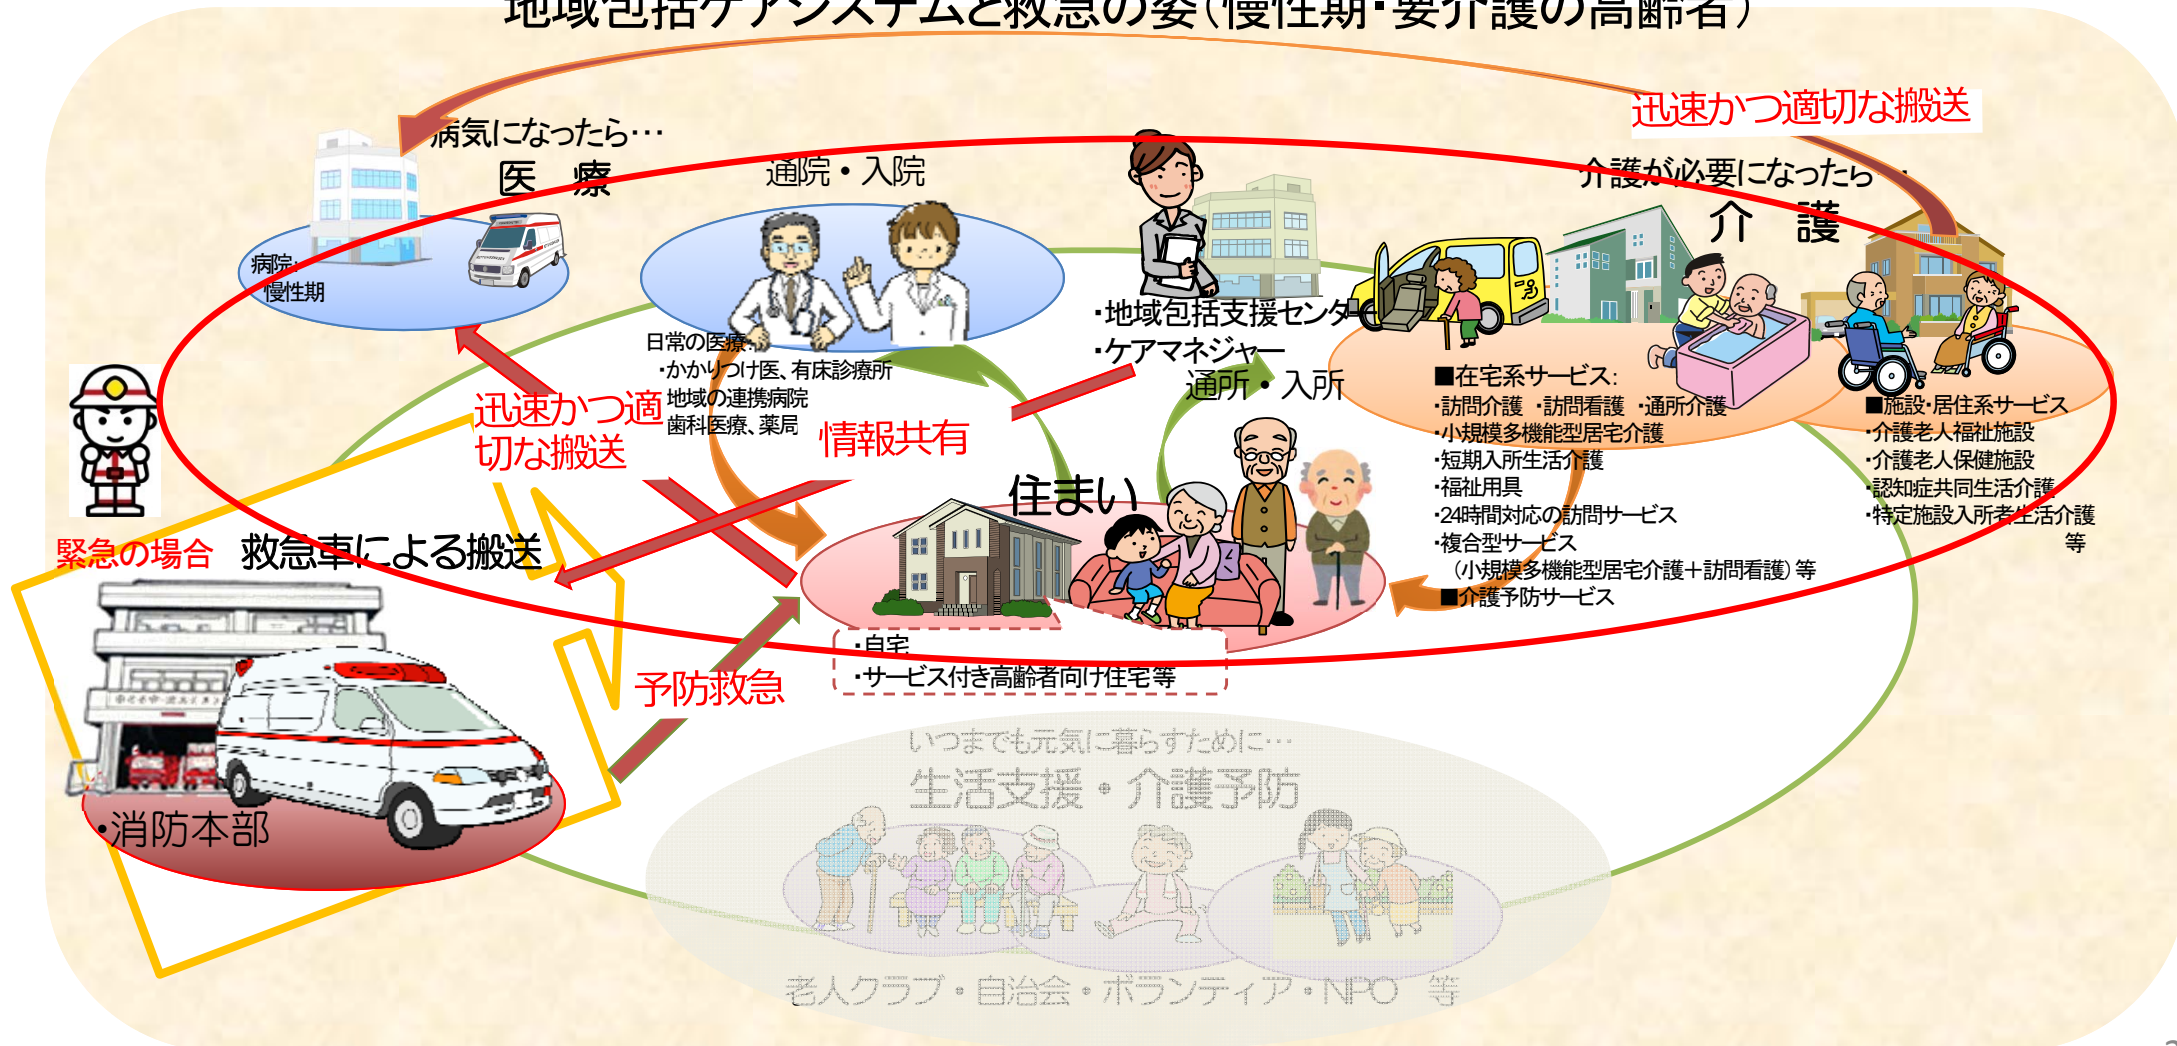 地域包括ケアシステムと救急の姿(慢性期・要介護の高齢者)
迅速かつ適切な搬送
病気になったら…
医 療
通院・入院
介護が必要になったら…
介 護
病院:
慢性期
・地域包括支援センター
・ケアマネジャー
日常の医療:
・かかりつけ医、有床診療所
地域の連携病院
歯科医療、薬局
通所・入所
迅速かつ適
切な搬送
情報共有
■在宅系サービス:
・訪問介護 ・訪問看護 ・通所介護
・小規模多機能型居宅介護
・短期入所生活介護
・福祉用具
・24時間対応の訪問サービス
・複合型サービス
(小規模多機能型居宅介護+訪問看護)等
■介護予防サービス
■施設・居住系サービス
・介護老人福祉施設
・介護老人保健施設
・認知症共同生活介護
・特定施設入所者生活介護
等
住まい
緊急の場合
救急車による搬送
・自宅
・サービス付き高齢者向け住宅等
予防救急
・消防本部
いつまでも元気に暮らすために…
生活支援・介護予防
老人クラブ・自治会・ボランティア・NPO 等